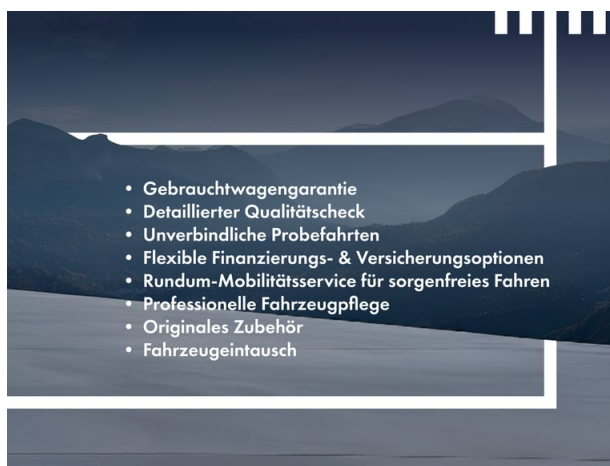 • Gebrauchtwagengarantie
• Detaillierter Qualitätscheck
• Unverbindliche Probefahrten
• Flexible Finanzierungs- & Versicherungsoptionen
• Rundum-Mobilitätsservice für sorgenfreies Fahren
• Professionelle Fahrzeugpflege
• Originales Zubehör
• Fahrzeugeintausch